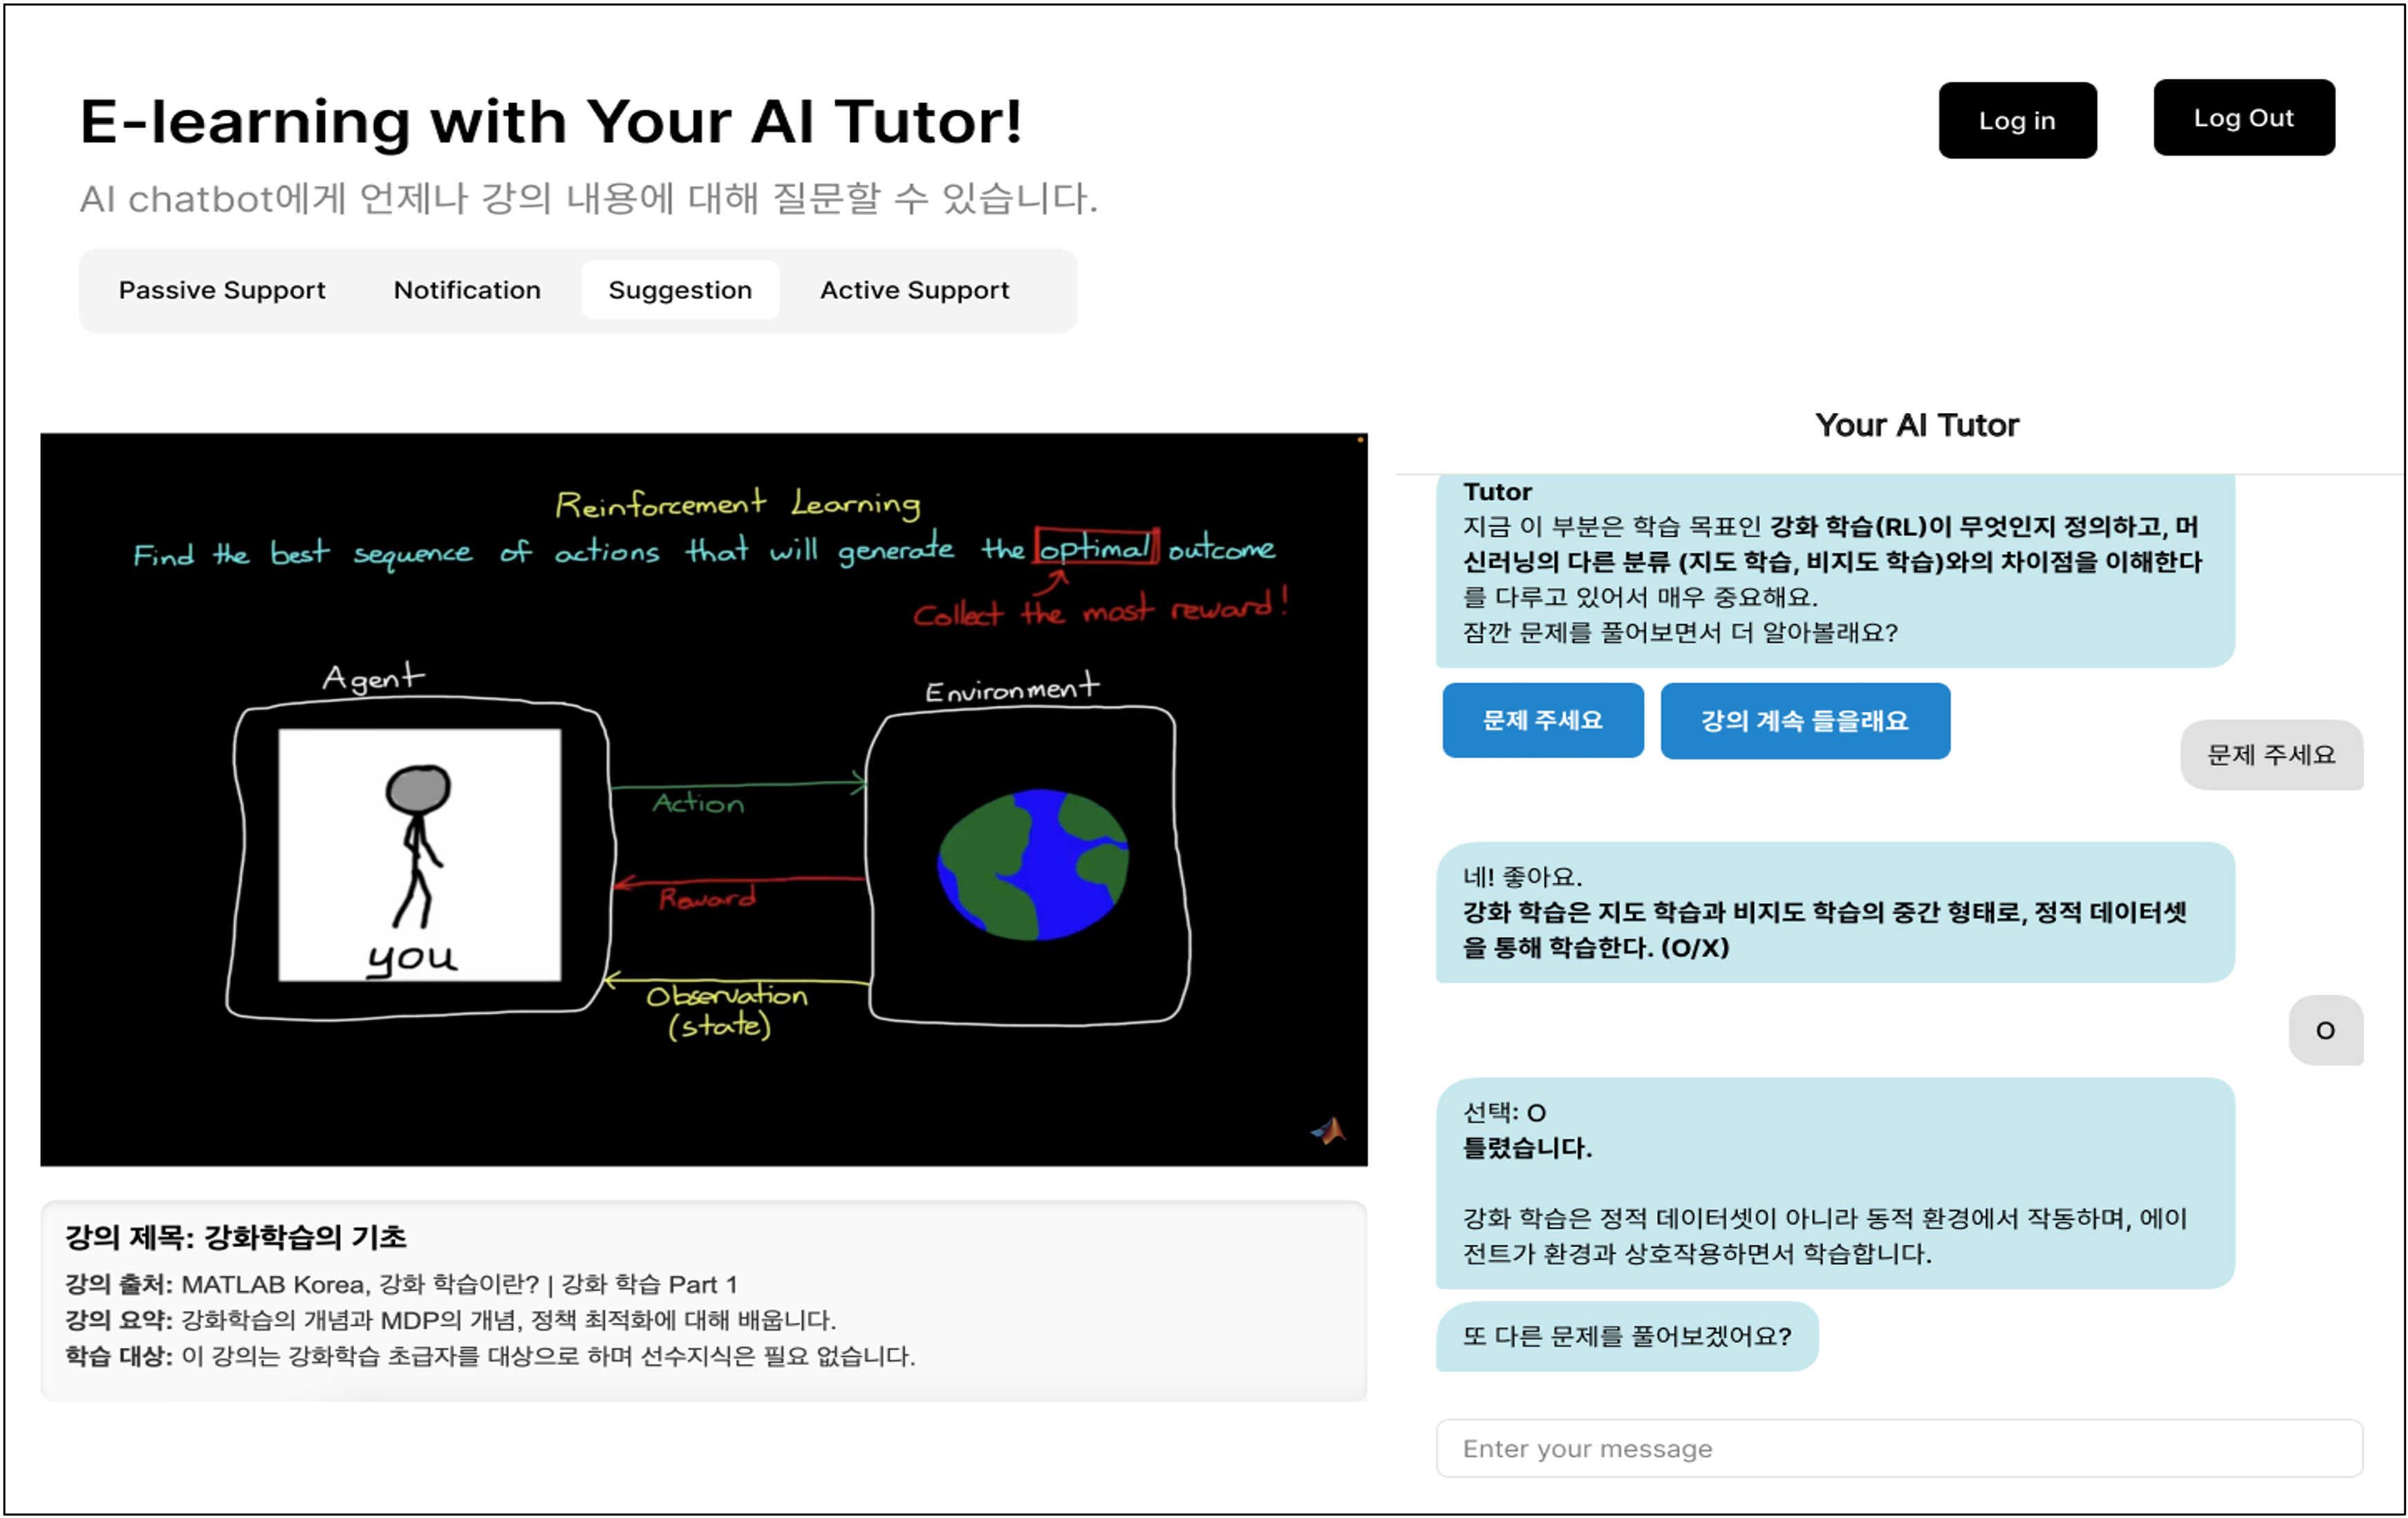 E-learning with Your AI Tutor!
Log in
Log Out
AI chatbot에게 언제나 강의 내용에 대해 질문할 수 있습니다.
Passive Support
Notification
Suggestion
Active Support
Reinforcement Learning
Find the best sequence of actions that will generate the optimal outcome
Collect the most reward!
Agent
Environment
you
Action
Reward
Observation
(state)
강의 제목: 강화학습의 기초
강의 출처: MATLAB Korea, 강화 학습이란? | 강화 학습 Part 1
강의 요약: 강화학습의 개념과 MDP의 개념, 정책 최적화에 대해 배웁니다.
학습 대상: 이 강의는 강화학습 초급자를 대상으로 하며 선수지식은 필요 없습니다.
Your AI Tutor
Tutor
지금 이 부분은 학습 목표인 강화 학습(RL)이 무엇인지 정의하고, 머
신러닝의 다른 분류 (지도 학습, 비지도 학습)와의 차이점을 이해한다
를 다루고 있어서 매우 중요해요.
잠깐 문제를 풀어보면서 더 알아볼래요?
문제 주세요
강의 계속 들을래요
문제 주세요
네! 좋아요.
강화 학습은 지도 학습과 비지도 학습의 중간 형태로, 정적 데이터셋
을 통해 학습한다. (O/X)
O
선택: O
틀렸습니다.
강화 학습은 정적 데이터셋이 아니라 동적 환경에서 작동하며, 에이
전트가 환경과 상호작용하면서 학습합니다.
또 다른 문제를 풀어보겠어요?
Enter your message